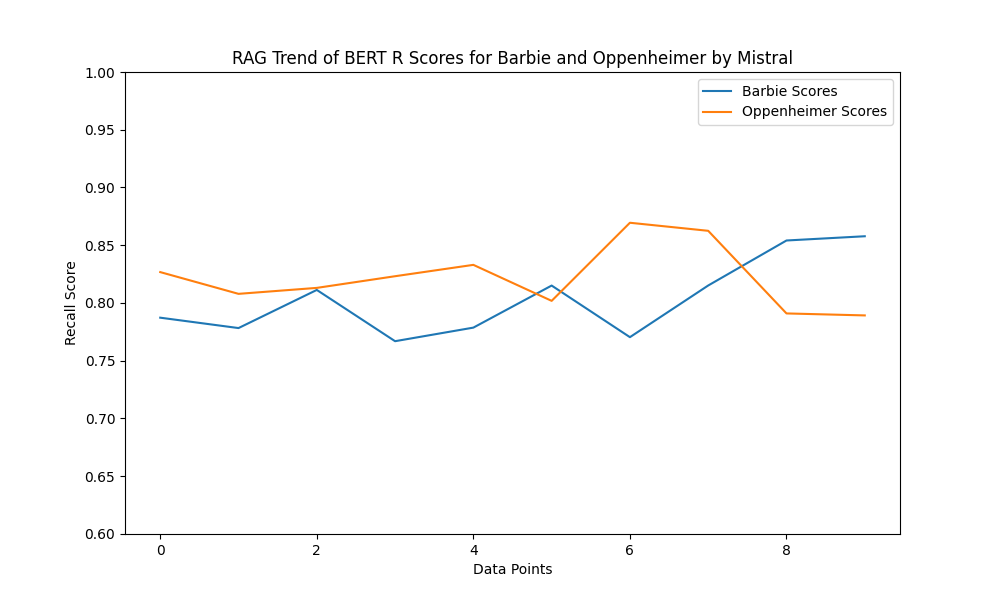 RAG Trend of BERT R Scores for Barbie and Oppenheimer by Mistral
Barbie Scores
Oppenheimer Scores
1.00
0.95
0.90
0.85
0.80
0.75
0.70
0.65
0.60
Recall Score
0 2 4 6 8
Data Points